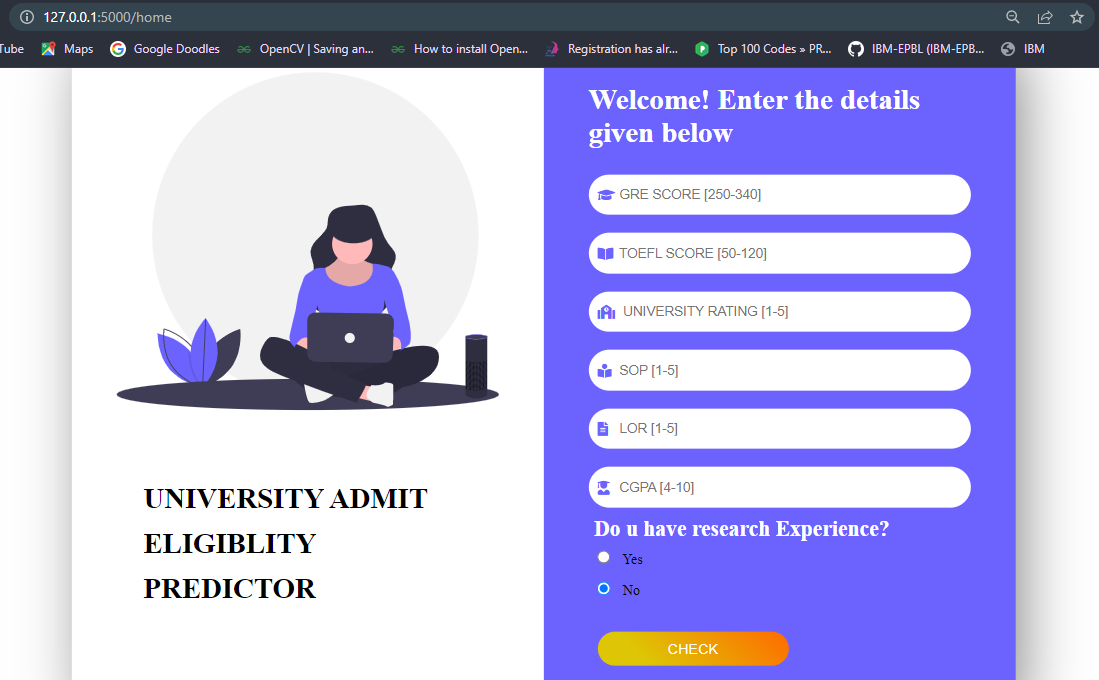 127.0.0.1:5000/home
Tube Maps Google Doodles OpenCV | Saving an... How to install Open... Registration has alr... Top 100 Codes » PR... IBM-EPBL (IBM-EPB... IBM
Welcome! Enter the details
given below
GRE SCORE [250-340]
TOEFL SCORE [50-120]
UNIVERSITY RATING [1-5]
SOP [1-5]
LOR [1-5]
CGPA [4-10]
Do u have research Experience?
Yes
No
CHECK
UNIVERSITY ADMIT
ELIGIBLITY
PREDICTOR